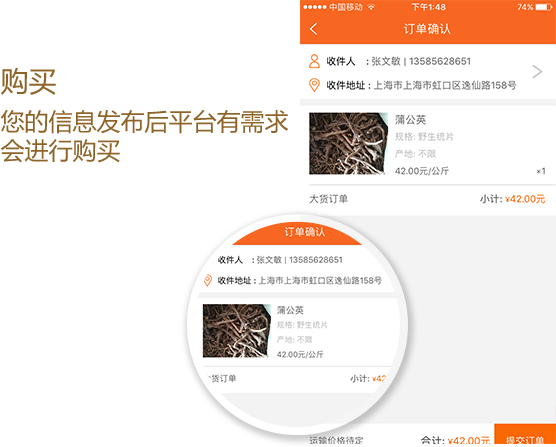 购买
您的信息发布后平台有需求
会进行购买
中国移动 下午1:48 74%
订单确认
收件人 : 张文敏 | 13585628651
收件地址 : 上海市上海市虹口区逸仙路158号
蒲公英
规格: 野生统片
产地: 不限
42.00元/公斤 ×1
大货订单 小计: ¥42.00元
订单确认
收件人 : 张文敏 | 13585628651
收件地址 : 上海市上海市虹口区逸仙路158号
蒲公英
规格: 野生统片
产地: 不限
42.00元/公斤
货订单 小计: ¥42
运输价格待定 合计: ¥42.00元 提交订单